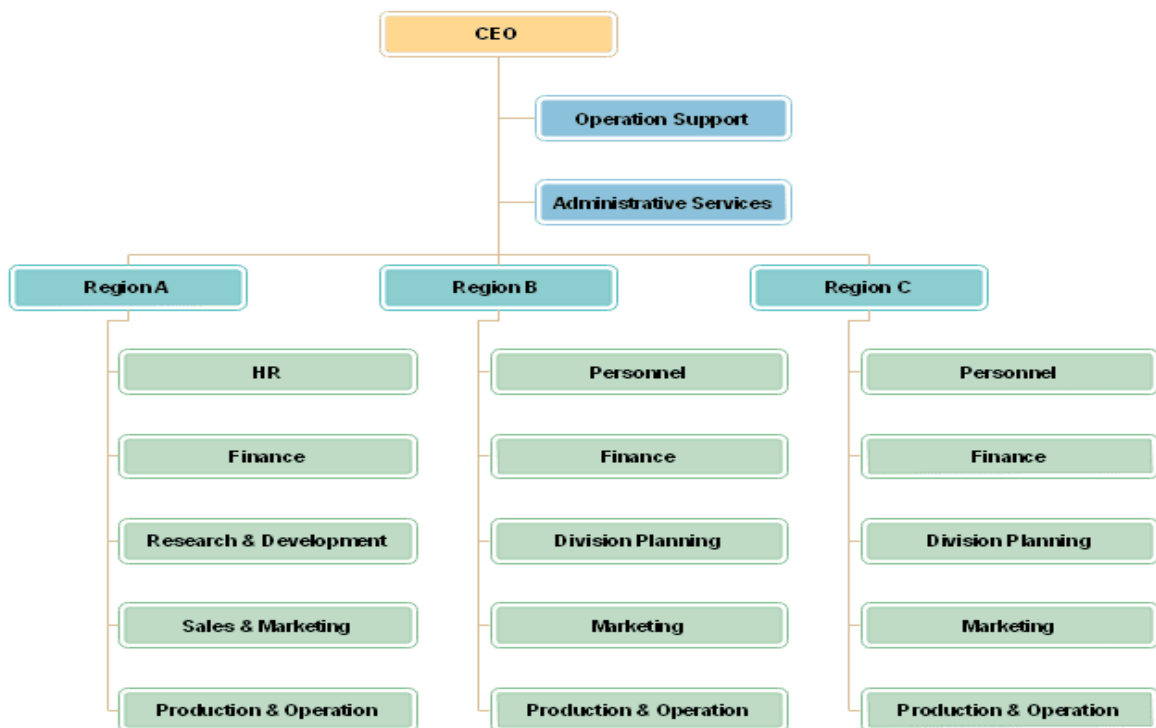 CEO
Operation Support
Administrative Services
Region A
Region B
Region C
HR
Personnel
Personnel
Finance
Finance
Finance
Research & Development
Division Planning
Division Planning
Sales & Marketing
Marketing
Marketing
Production & Operation
Production & Operation
Production & Operation